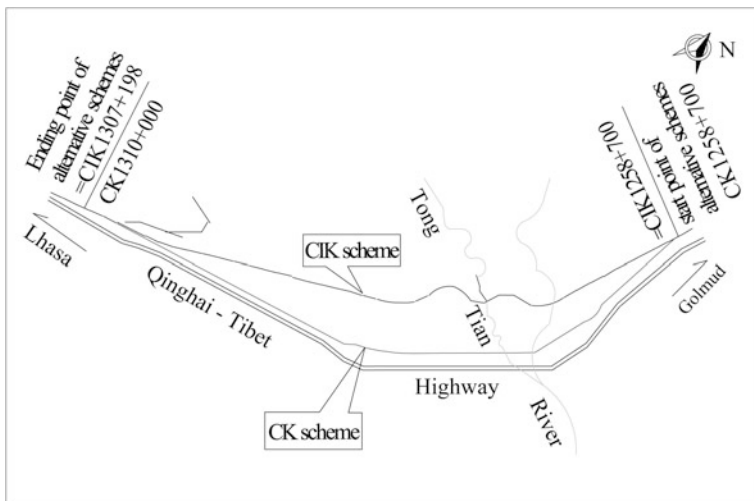 Ending point of
alternative schemes
=CIK1307+198
CK1310+000
N
CK1258+700
alternative schemes
start point of
=CIK1258+700
Tong
Lhasa
CIK scheme
Qinghai - Tibet
Golmud
Tian
Highway
River
CK scheme